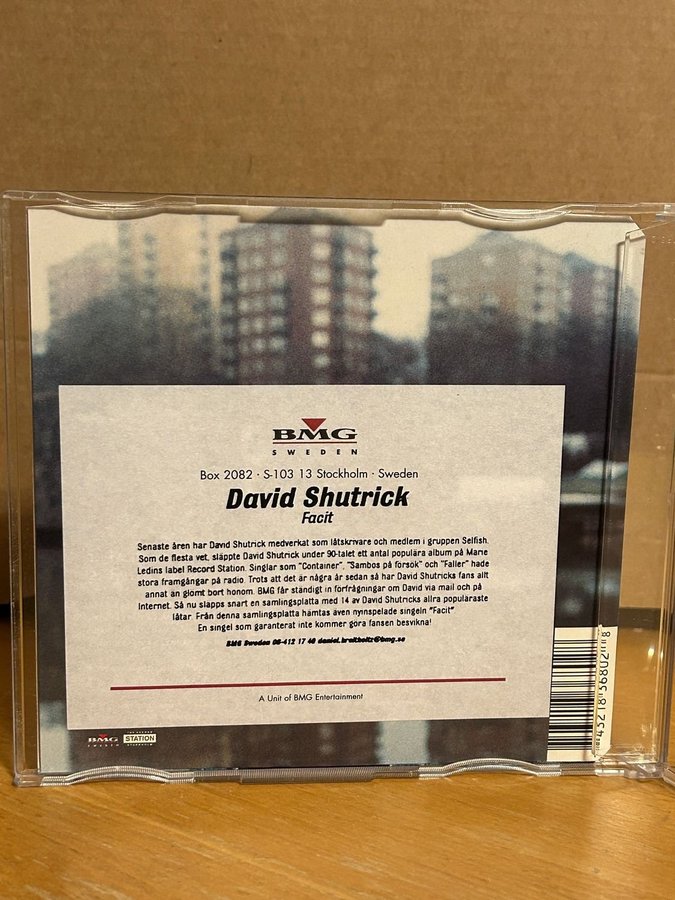 BMG
SWEDEN
Box 2082 · S-103 13 Stockholm · Sweden
David Shutrick
Facit
Senaste åren har David Shutrick medverkat som låtskrivare och medlem i gruppen Selfish.
Som de flesta vet, släppte David Shutrick under 90-talet ett antal populära album på Marie
Ledins label Record Station. Singlar som "Container", "Sambos på försök" och "Faller" hade
stora framgångar på radio. Trots att det är några år sedan så har David Shutricks fans allt
annat än glömt bort honom. BMG får ständigt in förfrågningar om David via mail och på
Internet. Så nu släpps snart en samlingsplatta med 14 av David Shutricks allra populäraste
låtar. Från denna samlingsplatta hämtas även nyinspelade singeln "Facit".
En singel som garanterat inte kommer göra fansen besvikna!
BMG Sweden 08-412 17 40
A Unit of BMG Entertainment
BMG
STATION